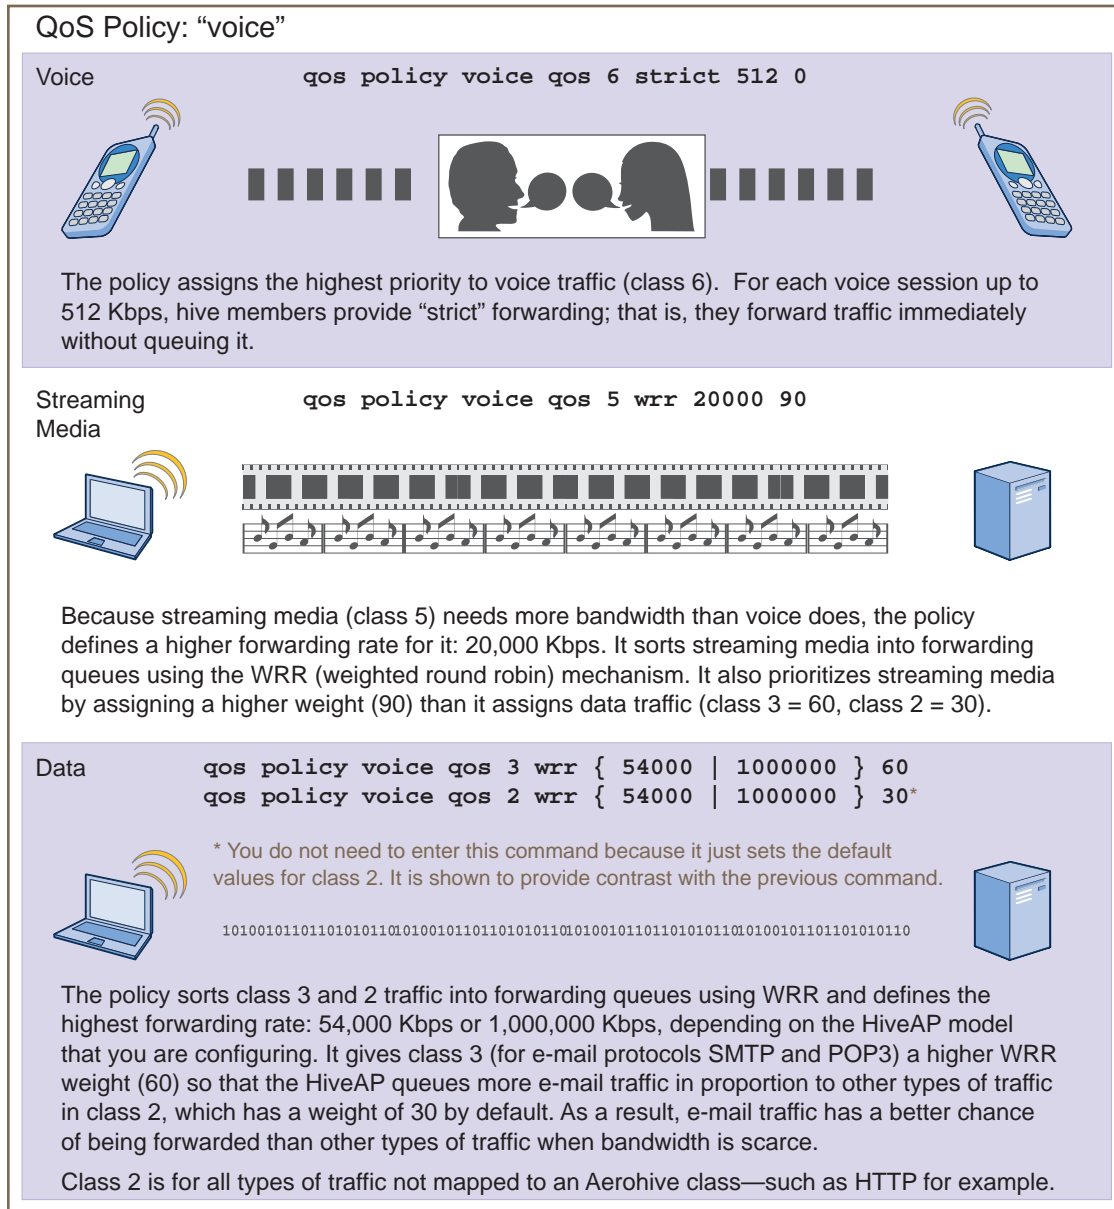 QoS Policy: “voice”
Voice
qos policy voice qos 6 strict 512 0
The policy assigns the highest priority to voice traffic (class 6).  For each voice session up to
512 Kbps, hive members provide “strict” forwarding; that is, they forward traffic immediately
without queuing it.
Streaming
Media
qos policy voice qos 5 wrr 20000 90
Because streaming media (class 5) needs more bandwidth than voice does, the policy
defines a higher forwarding rate for it: 20,000 Kbps. It sorts streaming media into forwarding
queues using the WRR (weighted round robin) mechanism. It also prioritizes streaming media
by assigning a higher weight (90) than it assigns data traffic (class 3 = 60, class 2 = 30).
Data
qos policy voice qos 3 wrr { 54000 | 1000000 } 60
qos policy voice qos 2 wrr { 54000 | 1000000 } 30*
* You do not need to enter this command because it just sets the default
values for class 2. It is shown to provide contrast with the previous command.
10100101101101010110101001011011010101101010010110110101011010100101101101010110
The policy sorts class 3 and 2 traffic into forwarding queues using WRR and defines the
highest forwarding rate: 54,000 Kbps or 1,000,000 Kbps, depending on the HiveAP model
that you are configuring. It gives class 3 (for e-mail protocols SMTP and POP3) a higher WRR
weight (60) so that the HiveAP queues more e-mail traffic in proportion to other types of traffic
in class 2, which has a weight of 30 by default. As a result, e-mail traffic has a better chance
of being forwarded than other types of traffic when bandwidth is scarce.
Class 2 is for all types of traffic not mapped to an Aerohive class—such as HTTP for example.